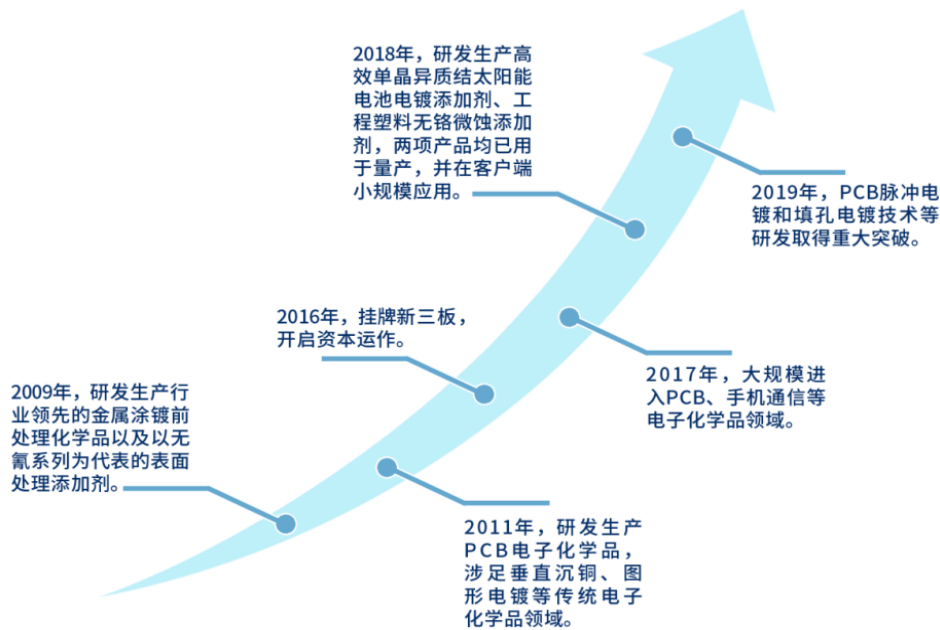 2018年，研发生产高
效单晶异质结太阳能
电池电镀添加剂、工
程塑料无铬微蚀添加
剂，两项产品均已用
于量产，并在客户端
小规模应用。
2019年，PCB脉冲电
镀和填孔电镀技术等
研发取得重大突破。
2016年，挂牌新三板，
开启资本运作。
2017年，大规模进
入PCB、手机通信等
电子化学品领域。
2009年，研发生产行
业领先的金属涂镀前
处理化学品以及以无
氰系列为代表的表面
处理添加剂。
2011年，研发生产
PCB电子化学品，
涉足垂直沉铜、图
形电镀等传统电子
化学品领域。